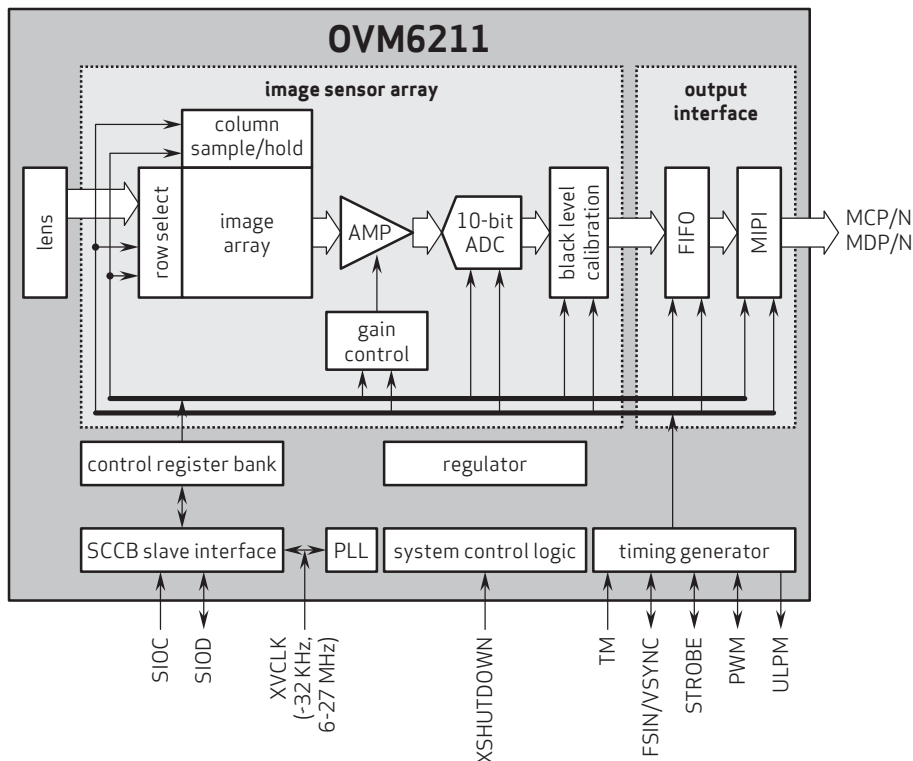 OVM6211
image sensor array
output
interface
column
sample/hold
lens
row select
image
array
AMP
10-bit
ADC
black level
calibration
FIFO
MIPI
MCP/N
MDP/N
gain
control
control register bank
regulator
SCCB slave interface
PLL
system control logic
timing generator
SIOC
SIOD
XVCLK
(~32 KHz,
6-27 MHz)
XSHUTDOWN
TM
FSIN/VSYNC
STROBE
PWM
ULPM